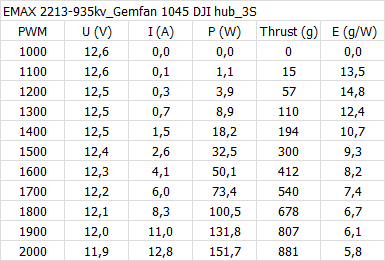 EMAX 2213-935kv_Gemfan 1045 DJI hub_3S
PWM U (V) I (A) P (W) Thrust (g) E (g/W)
1000 12,6 0,0 0,0 0 0,0
1100 12,6 0,1 1,1 15 13,5
1200 12,5 0,3 3,9 57 14,8
1300 12,5 0,7 8,9 110 12,4
1400 12,5 1,5 18,2 194 10,7
1500 12,4 2,6 32,5 300 9,3
1600 12,3 4,1 50,1 412 8,2
1700 12,2 6,0 73,4 540 7,4
1800 12,1 8,3 100,5 678 6,7
1900 12,0 11,0 131,8 807 6,1
2000 11,9 12,8 151,7 881 5,8